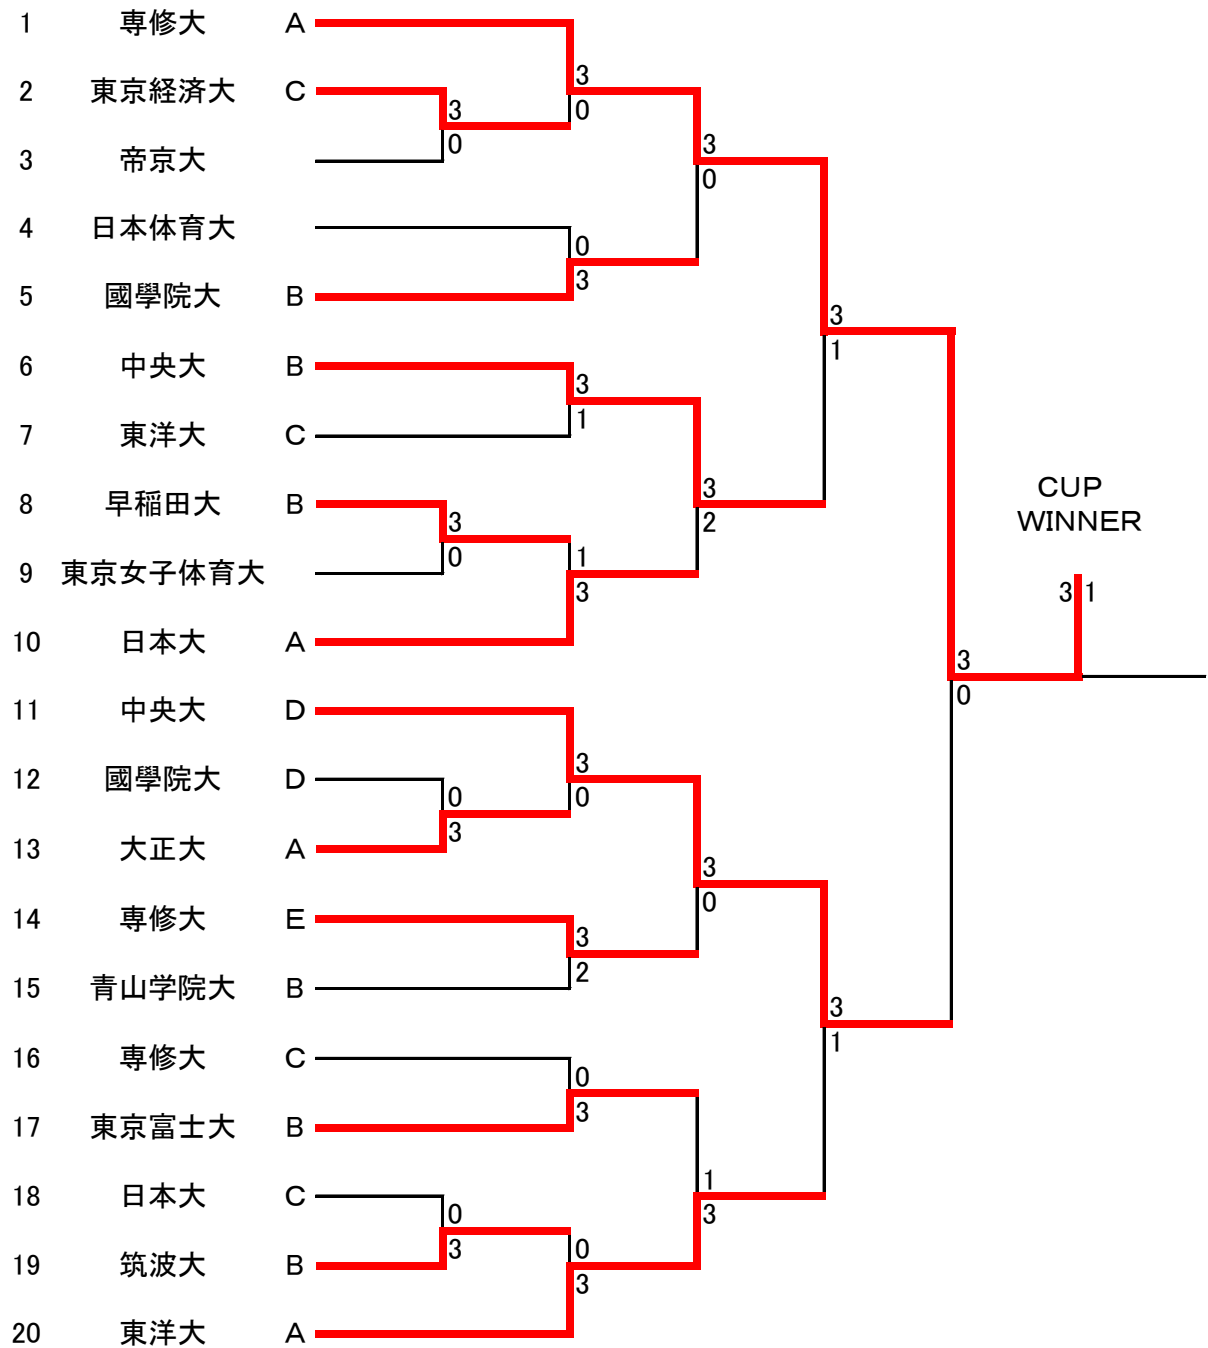 1 専修大 A
3
2 東京経済大 C
3 0
0 3
3 帝京大
0
4 日本体育大
0
5 國學院大 B
3
3
6 中央大 B
3 1
1
7 東洋大 C
CUP
8 早稲田大 B
3
3 2
WINNER
0 1
9 東京女子体育大
3 3 1
10 日本大 A
3
0
11 中央大 D
3
12 國學院大 D
0 0
3
13 大正大 A
3
0
14 専修大 E
3
2
15 青山学院大 B
3
1
16 専修大 C
0
3
17 東京富士大 B
1
18 日本大 C
0 3
3 0
19 筑波大 B
3
20 東洋大 A